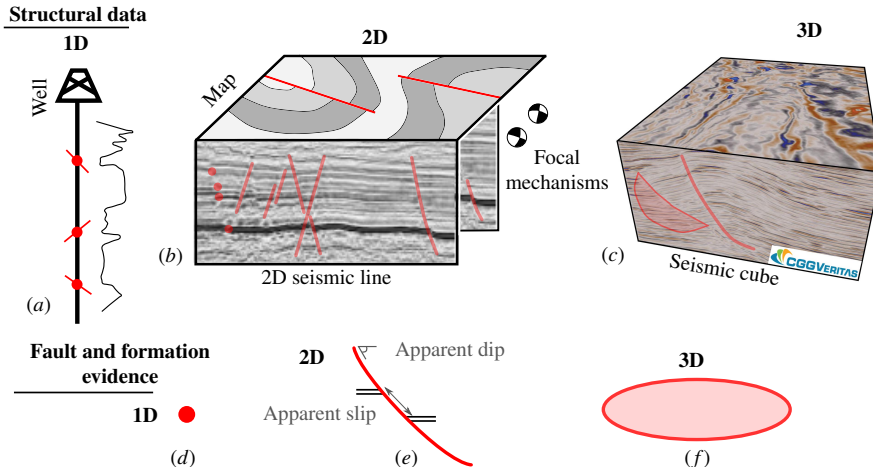 Structural data
1D
2D
3D
Well
Map
Focal
mechanisms
(a)
(b)
2D seismic line
(c)
Seismic cube
CGGVERITAS
Fault and formation
evidence
1D
(d)
2D
Apparent dip
Apparent slip
(e)
3D
(f)